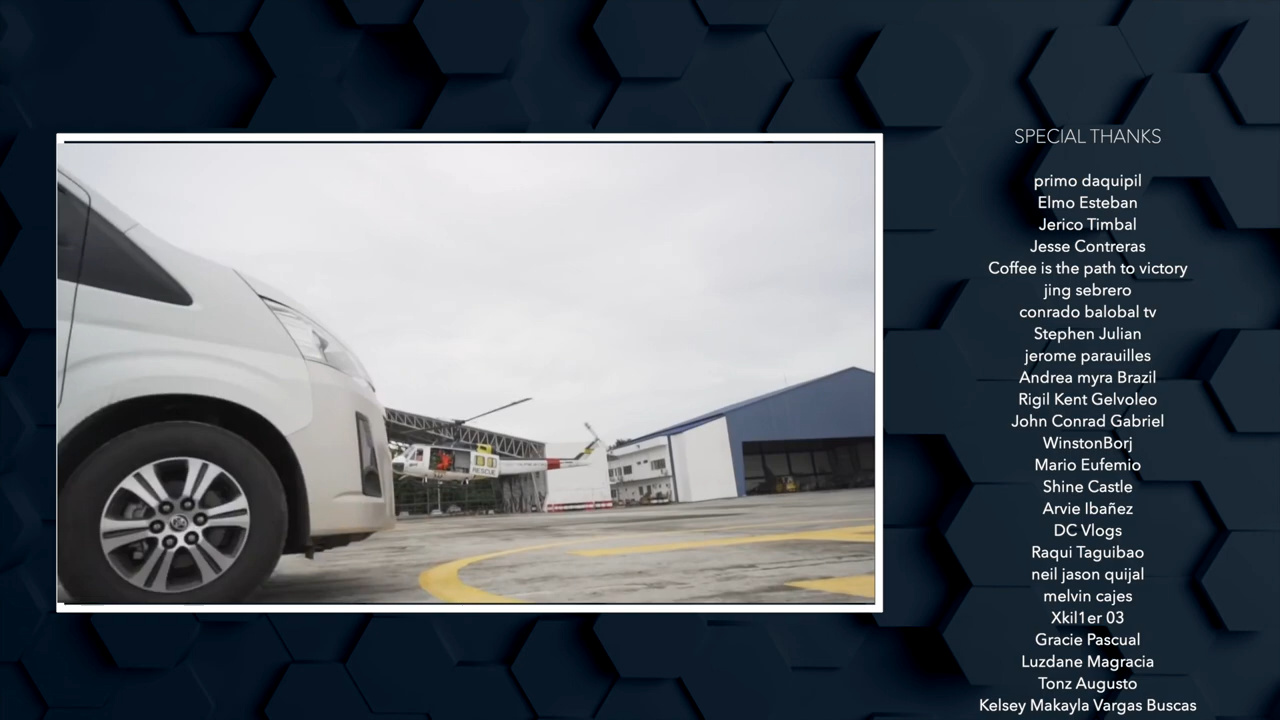 SPECIAL THANKS
primo daquipil
Elmo Esteban
Jerico Timbal
Jesse Contreras
Coffee is the path to victory
jing sebrero
conrado balobal tv
Stephen Julian
jerome parauilles
Andrea myra Brazil
Rigil Kent Gelvoleo
John Conrad Gabriel
WinstonBorj
Mario Eufemio
Shine Castle
Arvie Ibañez
DC Vlogs
Raqui Taguibao
neil jason quijal
melvin cajes
Xkil1er 03
Gracie Pascual
Luzdane Magracia
Tonz Augusto
Kelsey Makayla Vargas Buscas
RESCUE